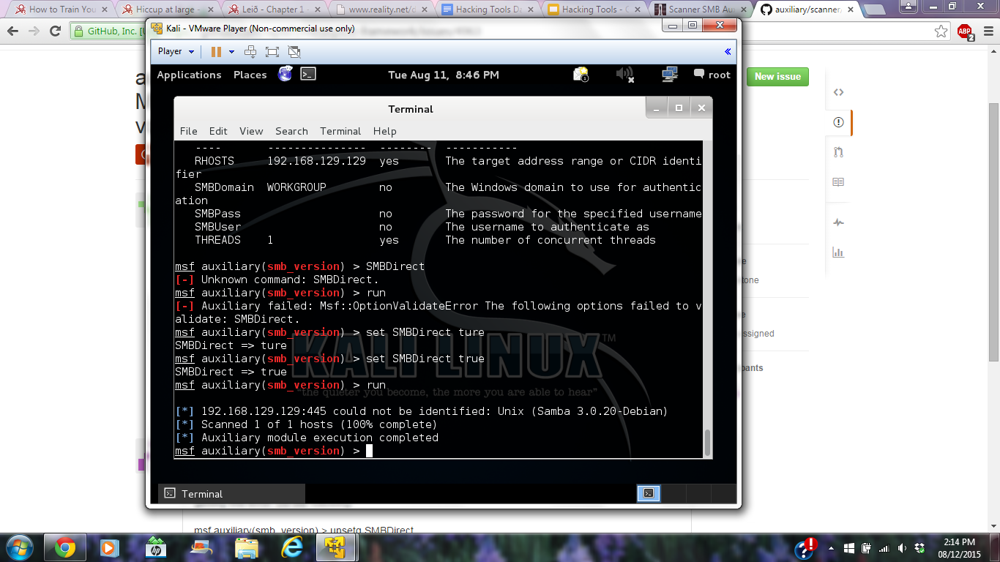 How to Train You
Hiccup at large -
Leið - Chapter 1 -
www.reality.net/d
Hacking Tools Da
Hacking Tools - C
Scanner SMB Au
auxiliary/scanner
GitHub, Inc. [U
ABP
2
Kali - VMware Player (Non-commercial use only)
Player
Applications Places Tue Aug 11, 8:46 PM 1 root
New issue
Terminal
File Edit View Search Terminal Help
---- --------------- -------- -----------
RHOSTS 192.168.129.129 yes The target address range or CIDR identi
fier
SMBDomain WORKGROUP no The Windows domain to use for authentic
ation
SMBPass no The password for the specified username
SMBUser no The username to authenticate as
THREADS 1 yes The number of concurrent threads
msf auxiliary(smb_version) > SMBDirect
[-] Unknown command: SMBDirect.
msf auxiliary(smb_version) > run
[-] Auxiliary failed: Msf::OptionValidateError The following options failed to v
alidate: SMBDirect.
msf auxiliary(smb_version) > set SMBDirect ture
SMBDirect => ture
msf auxiliary(smb_version) > set SMBDirect true
SMBDirect => true
msf auxiliary(smb_version) > run
[*] 192.168.129.129:445 could not be identified: Unix (Samba 3.0.20-Debian)
[*] Scanned 1 of 1 hosts (100% complete)
[*] Auxiliary module execution completed
msf auxiliary(smb_version) >
KALI LINUX™
"the quieter you become, the more you are able to hear"
Terminal
tone
ssigned
pants
msf auxiliary(smb_version) > unsetg SMBDirect
2:14 PM
08/12/2015